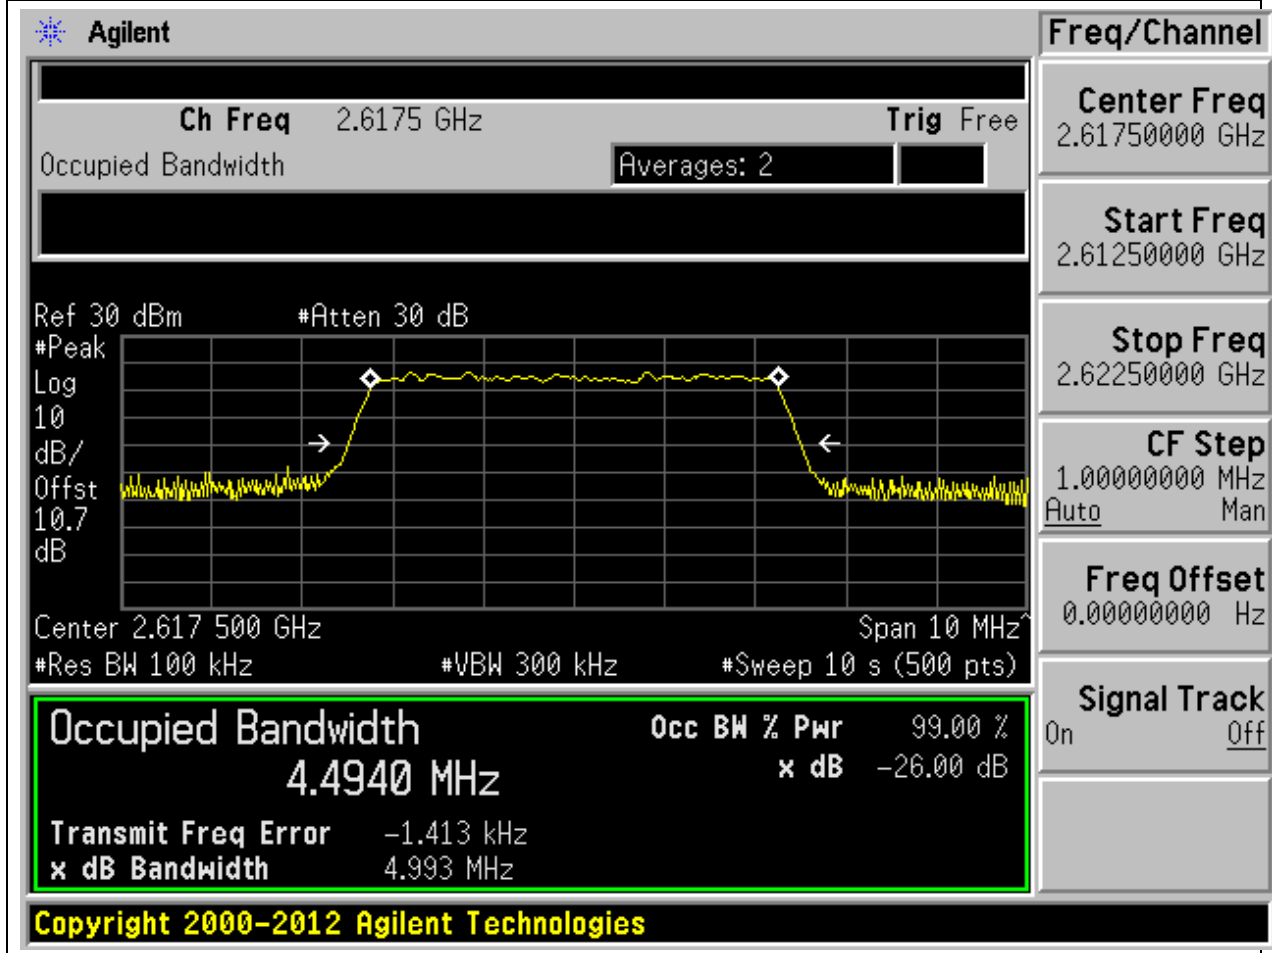 Agilent
Freq/Channel
Ch Freq 2.6175 GHz Trig Free
Occupied Bandwidth Averages: 2
Center Freq
2.61750000 GHz
Start Freq
2.61250000 GHz
Stop Freq
2.62250000 GHz
CF Step
1.00000000 MHz
Auto Man
Freq Offset
0.00000000 Hz
Signal Track
On Off
Ref 30 dBm #Atten 30 dB
#Peak
Log
10
dB/
Offst
10.7
dB
Center 2.617 500 GHz Span 10 MHz^
#Res BW 100 kHz #VBW 300 kHz #Sweep 10 s (500 pts)
Occupied Bandwidth Occ BW % Pwr 99.00 %
4.4940 MHz x dB -26.00 dB
Transmit Freq Error -1.413 kHz
x dB Bandwidth 4.993 MHz
Copyright 2000-2012 Agilent Technologies